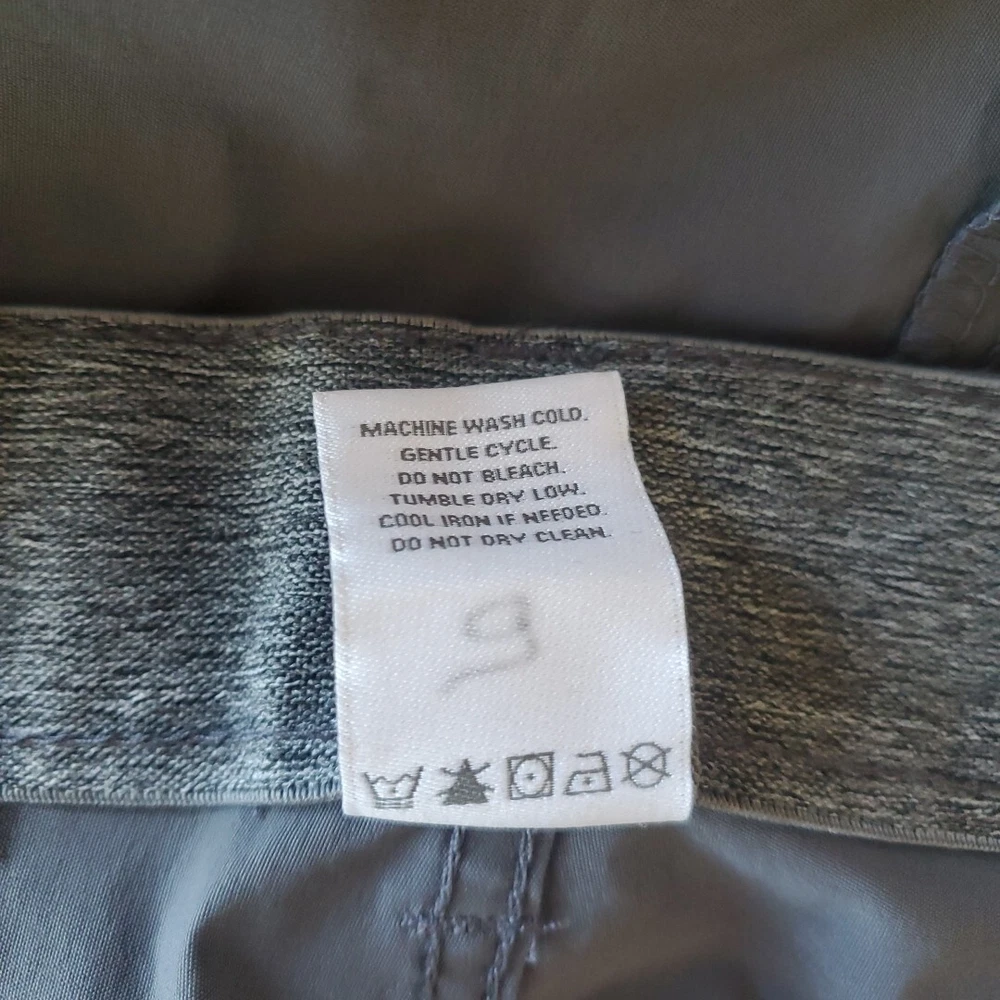 MACHINE WASH COLD.
GENTLE CYCLE.
DO NOT BLEACH.
TUMBLE DRY LOW.
COOL IRON IF NEEDED.
DO NOT DRY CLEAN.